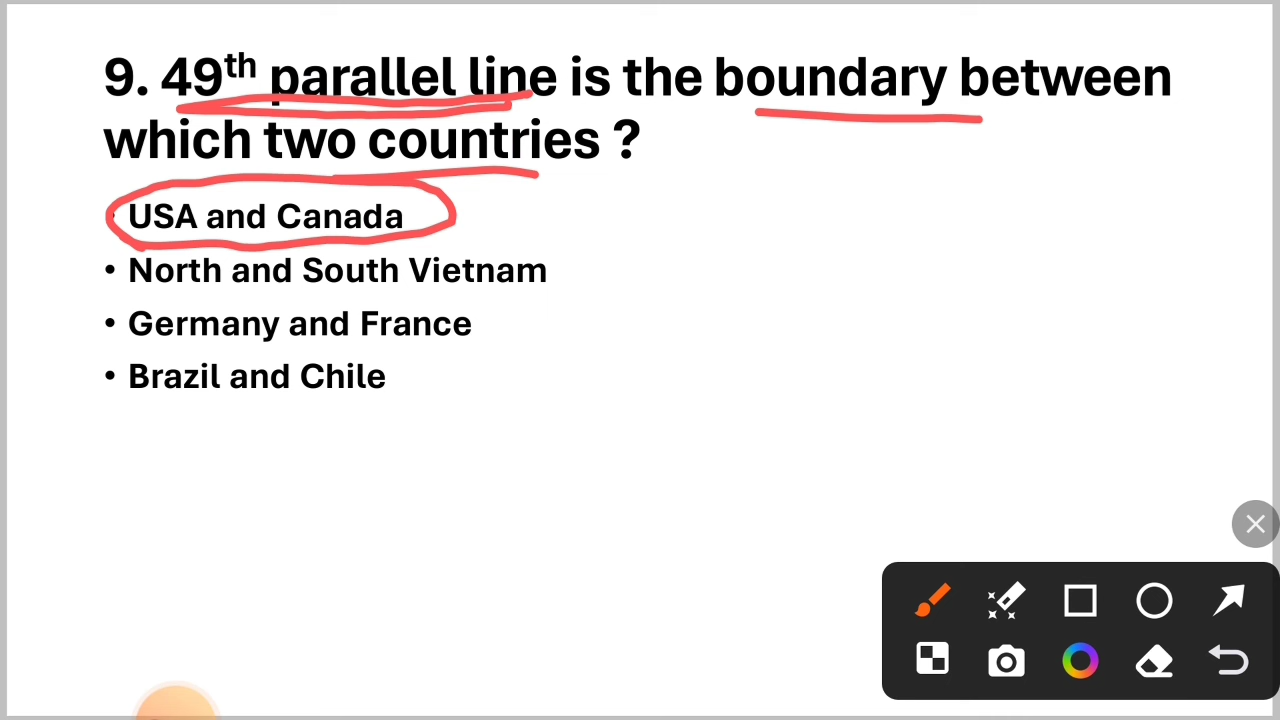 9. 49th parallel line is the boundary between
which two countries ?
USA and Canada
• North and South Vietnam
• Germany and France
• Brazil and Chile